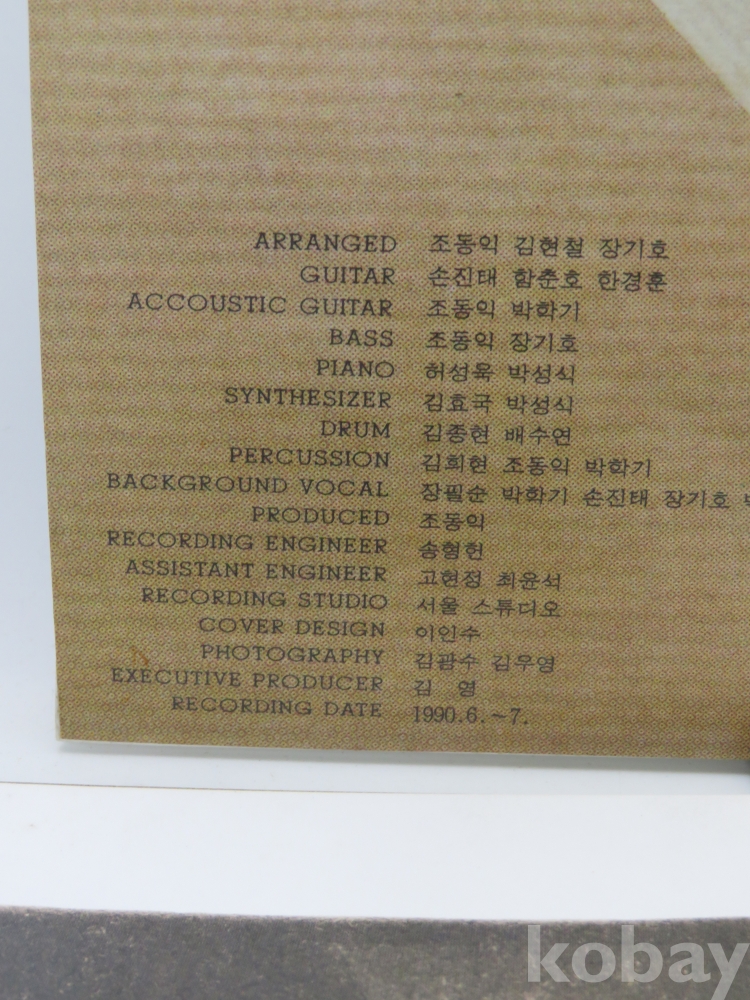 ARRANGED 조동익 김현철 장기호
GUITAR 손진태 함춘호 한경훈
ACCOUSTIC GUITAR 조동익 박학기
BASS 조동익 장기호
PIANO 허성욱 박성식
SYNTHESIZER 김효국 박성식
DRUM 김종현 배수연
PERCUSSION 김희현 조동익 박학기
BACKGROUND VOCAL 장필순 박학기 손진태 장기호
PRODUCED 조동익
RECORDING ENGINEER 송형헌
ASSISTANT ENGINEER 고현정 최윤석
RECORDING STUDIO 서울 스튜디오
COVER DESIGN 이인수
PHOTOGRAPHY 김광수 김우영
EXECUTIVE PRODUCER 김 영
RECORDING DATE 1990.6.~7.
kobay